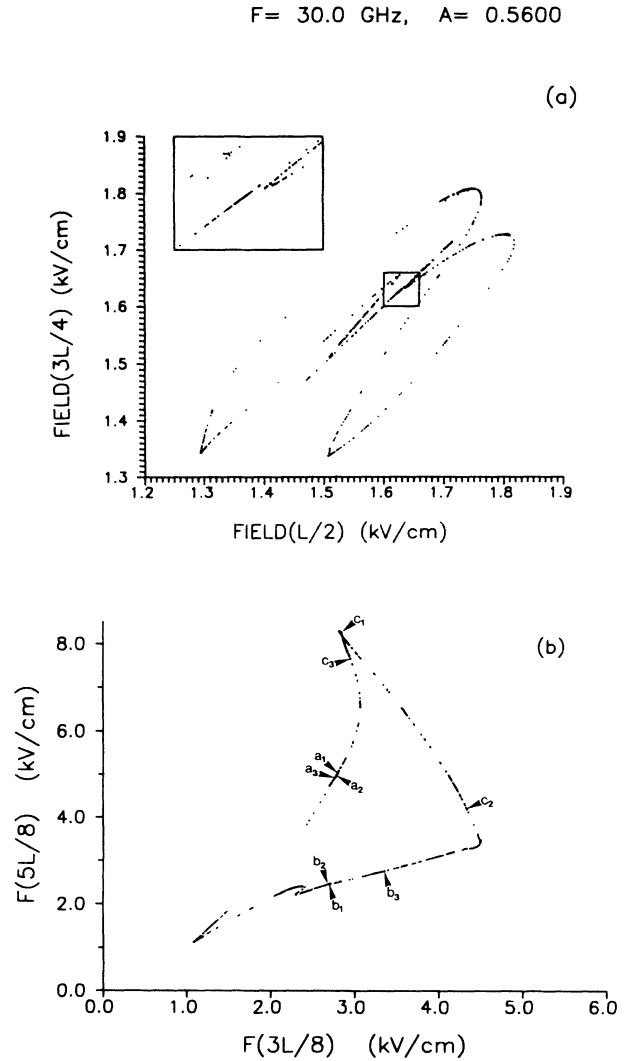 F= 30.0 GHz, A= 0.5600
(a)
1.9
1.8
1.7
1.6
1.5
1.4
1.3
FIELD(3L/4) (kV/cm)
1.2 1.3 1.4 1.5 1.6 1.7 1.8 1.9
FIELD(L/2) (kV/cm)
(b)
8.0
6.0
4.0
2.0
0.0
F(5L/8) (kV/cm)
c₁
c₃
a₁
a₃
a₂
c₂
b₂
b₁
b₃
0.0 1.0 2.0 3.0 4.0 5.0 6.0
F(3L/8) (kV/cm)